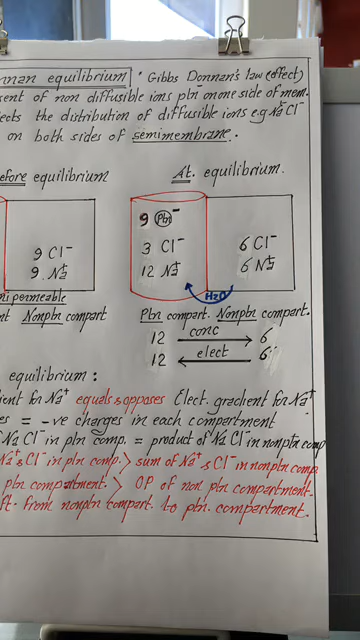 nnan equilibrium : Gibbs Donnan's law (effect)
sent of non diffusible ions ptn⁻ on one side of mem.
ects the distribution of diffusible ions e.g Na⁺ Cl⁻
on both sides of semimembrane.
efore equilibrium
At equilibrium.
9 Ptn⁻
3 Cl⁻
12 Na⁺
6 Cl⁻
6 Na⁺
9 Cl⁻
9 Na⁺
H2O
mipermeable
nt Nonptn compart
Ptn compart. Nonptn compart.
12 conc 6
12 elect 6
equilibrium :
ient for Na⁺ equals & opposes Elect. gradient for Na⁺
es = -ve charges in each compartment
f Na Cl⁻ in ptn comp. = product of Na Cl in nonptn comp
Na⁺ & Cl⁻ in ptn comp. > sum of Na⁺ & Cl⁻ in nonptn comp.
ptn compartment. > OP of non ptn compartment.
ft. from nonptn compart. to ptn. compartment.